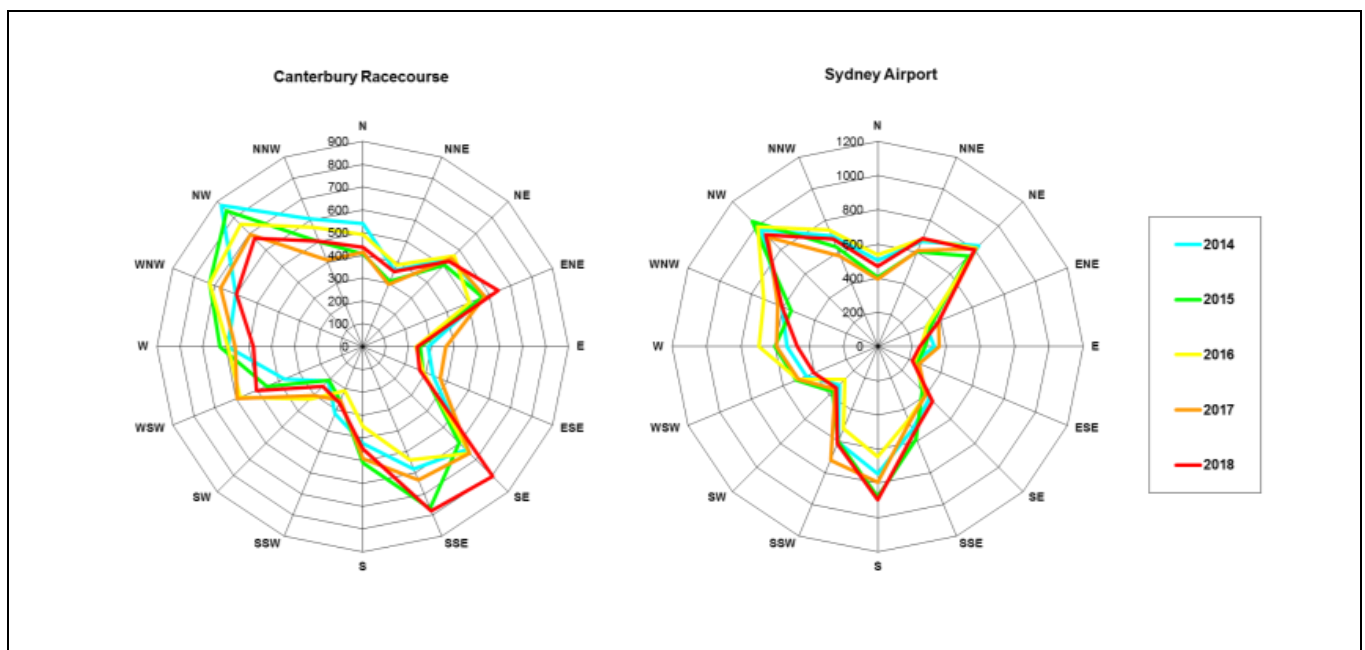 Canterbury Racecourse
N
NNE
NE
ENE
E
ESE
SE
SSE
S
SSW
SW
WSW
W
WNW
NW
NNW
900
800
700
600
500
400
300
200
100
0
Sydney Airport
N
NNE
NE
ENE
E
ESE
SE
SSE
S
SSW
SW
WSW
W
WNW
NW
NNW
1200
1000
800
600
400
200
0
2014
2015
2016
2017
2018